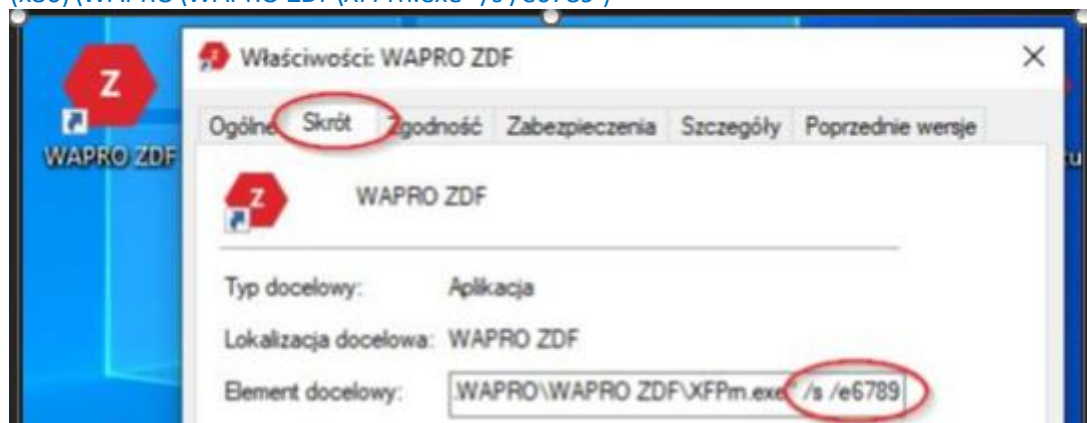 Z
WAPRO ZDF
Właściwości: WAPRO ZDF
Ogólne Skrót Zgodność Zabezpieczenia Szczegóły Poprzednie wersje
Z
WAPRO ZDF
Typ docelowy: Aplikacja
Lokalizacja docelowa: WAPRO ZDF
Element docelowy: .WAPRO\WAPRO ZDF\XFPm.exe" /s /e6789